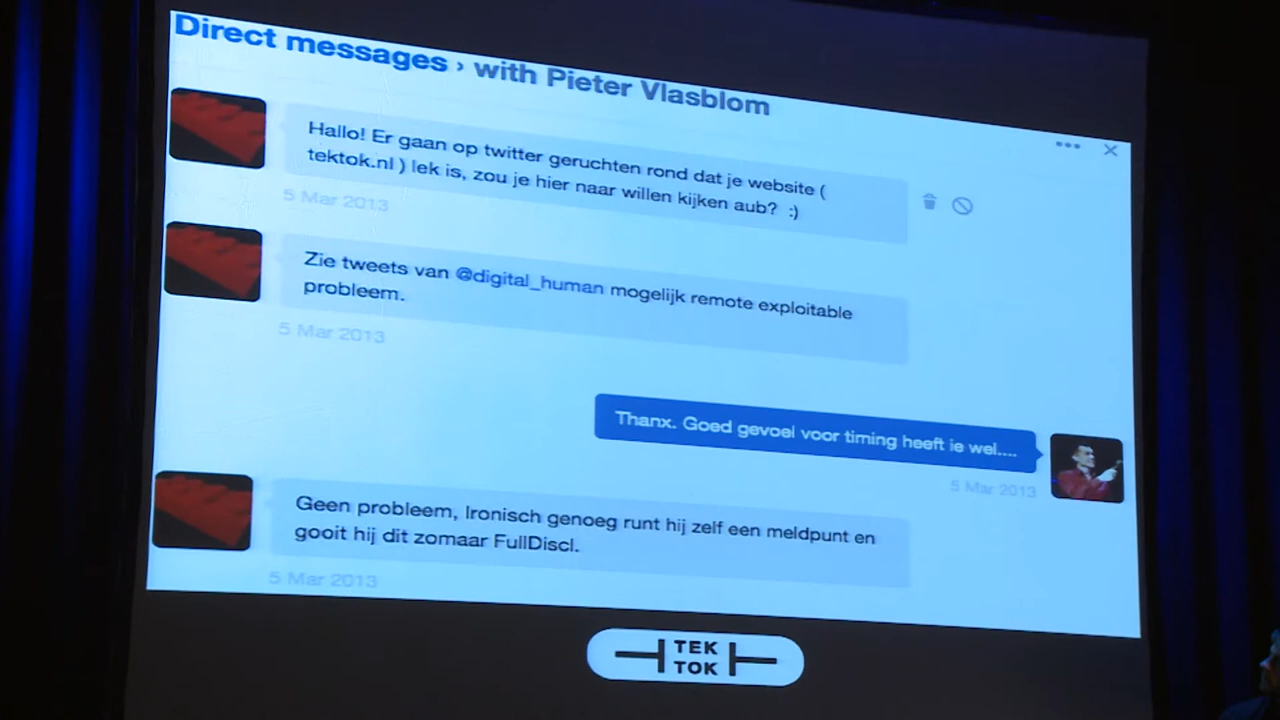 Direct messages › with Pieter Vlasblom
Hallo! Er gaan op twitter geruchten rond dat je website (
tektok.nl ) lek is, zou je hier naar willen kijken aub? :)
5 Mar 2013
Zie tweets van @digital_human mogelijk remote exploitable
probleem.
5 Mar 2013
Thanx. Goed gevoel voor timing heeft ie wel....
5 Mar 2013
Geen probleem, Ironisch genoeg runt hij zelf een meldpunt en
gooit hij dit zomaar FullDiscl.
5 Mar 2013
TEK
TOK